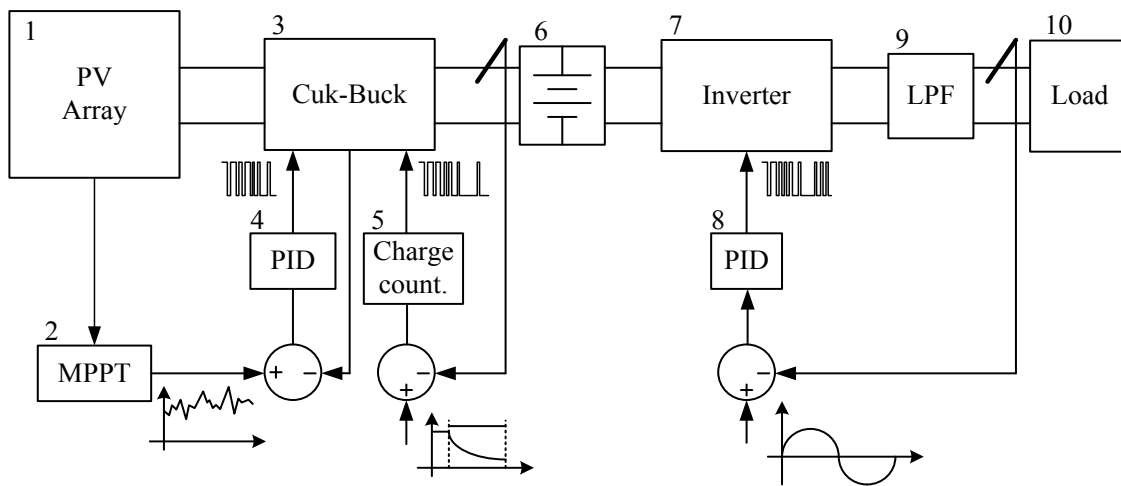 1
PV
Array
3
Cuk-Buck
6
7
Inverter
9
LPF
10
Load
4
PID
5
Charge
count.
8
PID
2
MPPT
+
−
−
+
−
+